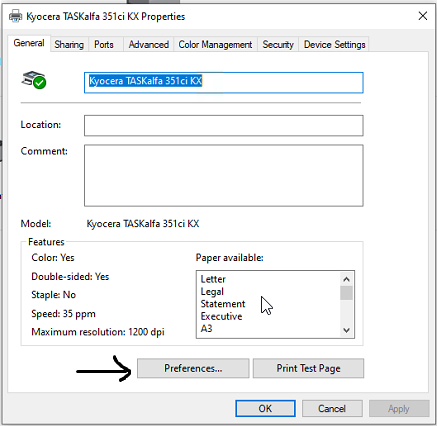 Kyocera TASKalfa 351ci KX Properties
General Sharing Ports Advanced Color Management Security Device Settings
Kyocera TASKalfa 351ci KX
Location:
Comment:
Model: Kyocera TASKalfa 351ci KX
Features
Color: Yes
Double-sided: Yes
Staple: No
Speed: 35 ppm
Maximum resolution: 1200 dpi
Paper available:
Letter
Legal
Statement
Executive
A3
Preferences... Print Test Page
OK Cancel Apply